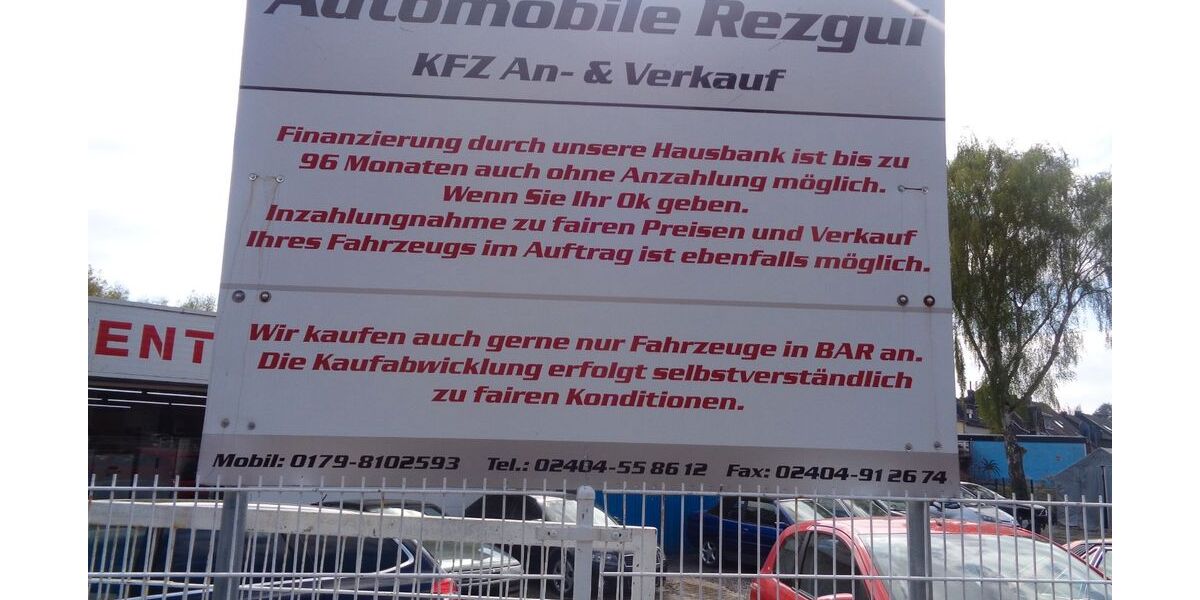 Automobile Rezgui
KFZ An- & Verkauf
Finanzierung durch unsere Hausbank ist bis zu
96 Monaten auch ohne Anzahlung möglich.
Wenn Sie Ihr Ok geben.
Inzahlungnahme zu fairen Preisen und Verkauf
Ihres Fahrzeugs im Auftrag ist ebenfalls möglich.
Wir kaufen auch gerne nur Fahrzeuge in BAR an.
Die Kaufabwicklung erfolgt selbstverständlich
zu fairen Konditionen.
Mobil: 0179-8102593 Tel.: 02404-55 86 12 Fax: 02404-91 26 74
ENT